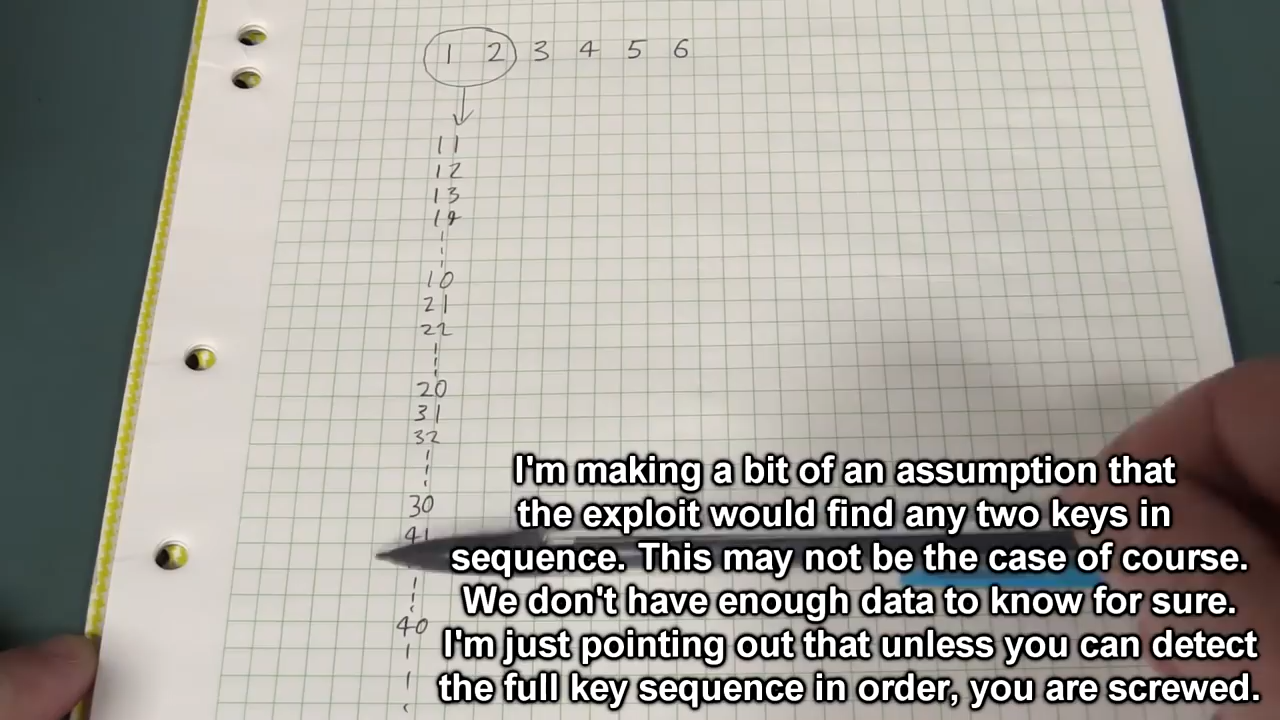 1 2 3 4 5 6
11
12
13
14
10
21
22
20
31
32
30
41
40
I'm making a bit of an assumption that
the exploit would find any two keys in
sequence. This may not be the case of course.
We don't have enough data to know for sure.
I'm just pointing out that unless you can detect
the full key sequence in order, you are screwed.